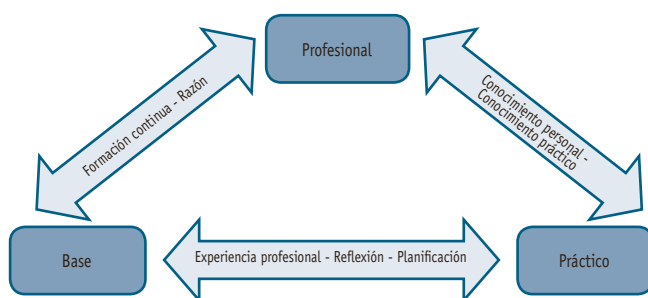 Profesional
Formación continua - Razón
Conocimiento personal -
Conocimiento práctico
Base
Experiencia profesional - Reflexión - Planificación
Práctico